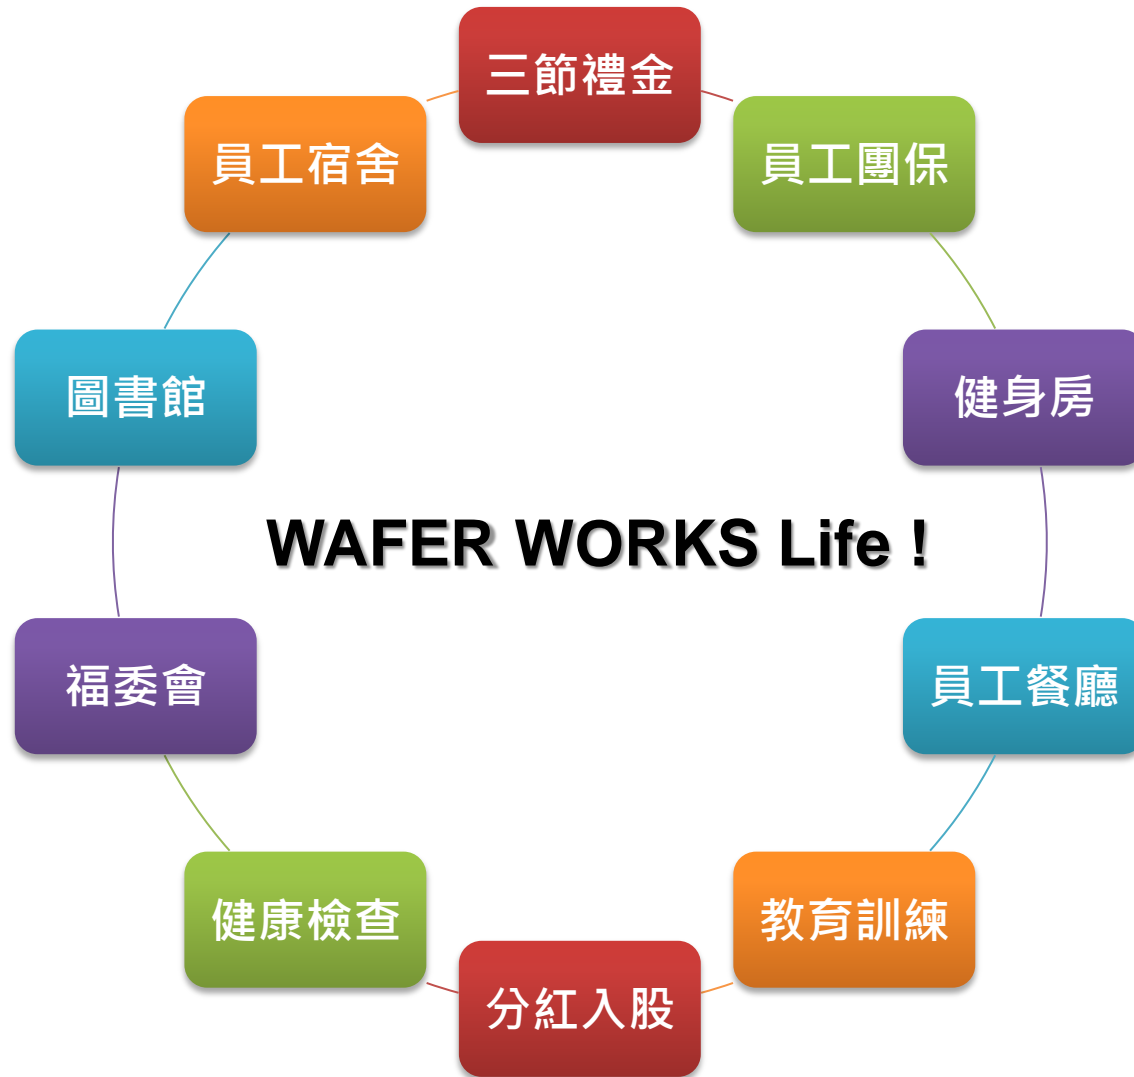 三節禮金
員工團保
健身房
員工餐廳
教育訓練
分紅入股
健康檢查
福委會
圖書館
員工宿舍
WAFER WORKS Life !